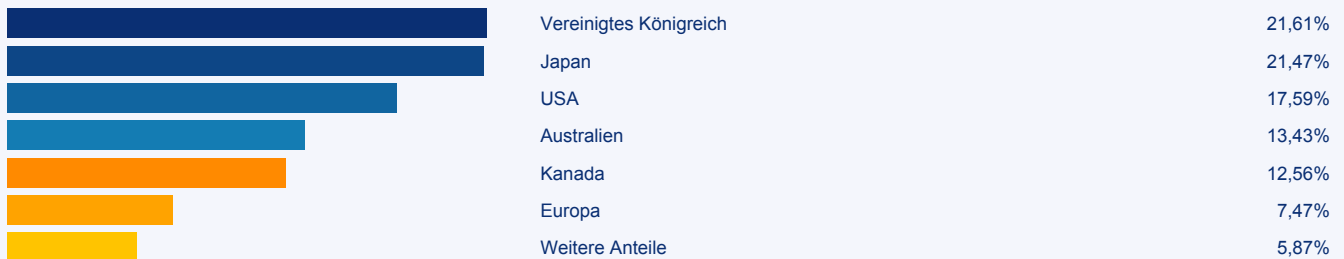 Vereinigtes Königreich 21,61%
Japan 21,47%
USA 17,59%
Australien 13,43%
Kanada 12,56%
Europa 7,47%
Weitere Anteile 5,87%